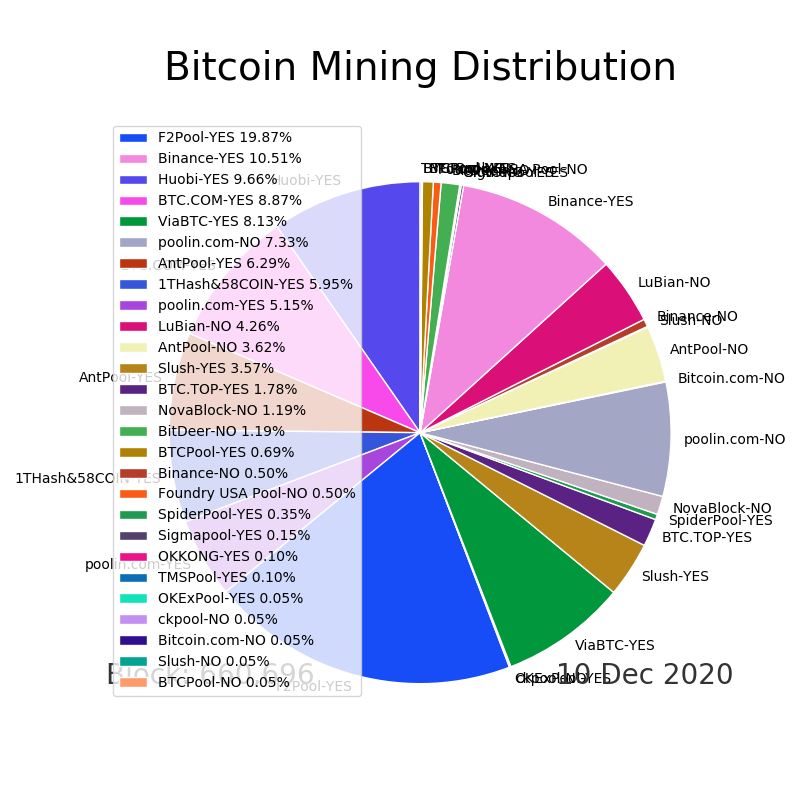 Bitcoin Mining Distribution
F2Pool-YES 19.87%
Binance-YES 10.51%
Huobi-YES 9.66%
BTC.COM-YES 8.87%
ViaBTC-YES 8.13%
poolin.com-NO 7.33%
AntPool-YES 6.29%
1THash&58COIN-YES 5.95%
poolin.com-YES 5.15%
LuBian-NO 4.26%
AntPool-NO 3.62%
Slush-YES 3.57%
BTC.TOP-YES 1.78%
NovaBlock-NO 1.19%
BitDeer-NO 1.19%
BTCPool-YES 0.69%
Binance-NO 0.50%
Foundry USA Pool-NO 0.50%
SpiderPool-YES 0.35%
Sigmapool-YES 0.15%
OKKONG-YES 0.10%
TMSPool-YES 0.10%
OKExPool-YES 0.05%
ckpool-NO 0.05%
Bitcoin.com-NO 0.05%
Slush-NO 0.05%
BTCPool-NO 0.05%
Huobi-YES
AntPool-YES
1THash&58COIN-YES
poolin.com-YES
F2Pool-YES
Binance-YES
LuBian-NO
Binance-NO
Slush-NO
AntPool-NO
Bitcoin.com-NO
poolin.com-NO
NovaBlock-NO
SpiderPool-YES
BTC.TOP-YES
Slush-YES
ViaBTC-YES
Block: 660,696
10 Dec 2020